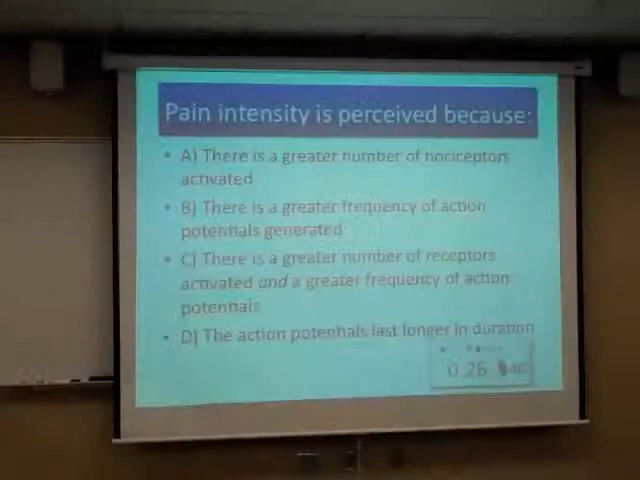 Pain intensity is perceived because:
• A) There is a greater number of nociceptors
activated
• B) There is a greater frequency of action
potentials generated
• C) There is a greater number of receptors
activated and a greater frequency of action
potentials
• D) The action potentials last longer in duration
0:26